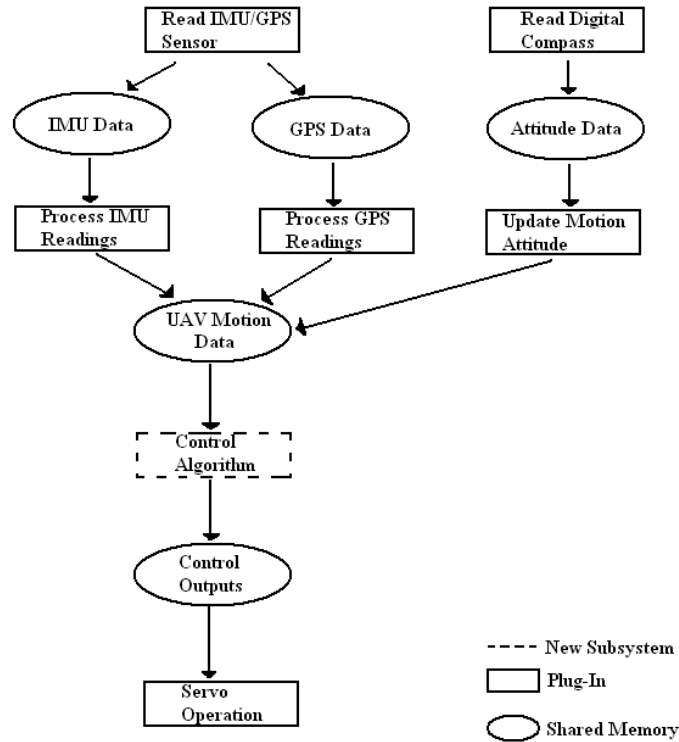 Read IMU/GPS
Sensor
Read Digital
Compass
IMU Data
GPS Data
Attitude Data
Process IMU
Readings
Process GPS
Readings
Update Motion
Attitude
UAV Motion
Data
Control
Algorithm
Control
Outputs
Servo
Operation
New Subsystem
Plug-In
Shared Memory